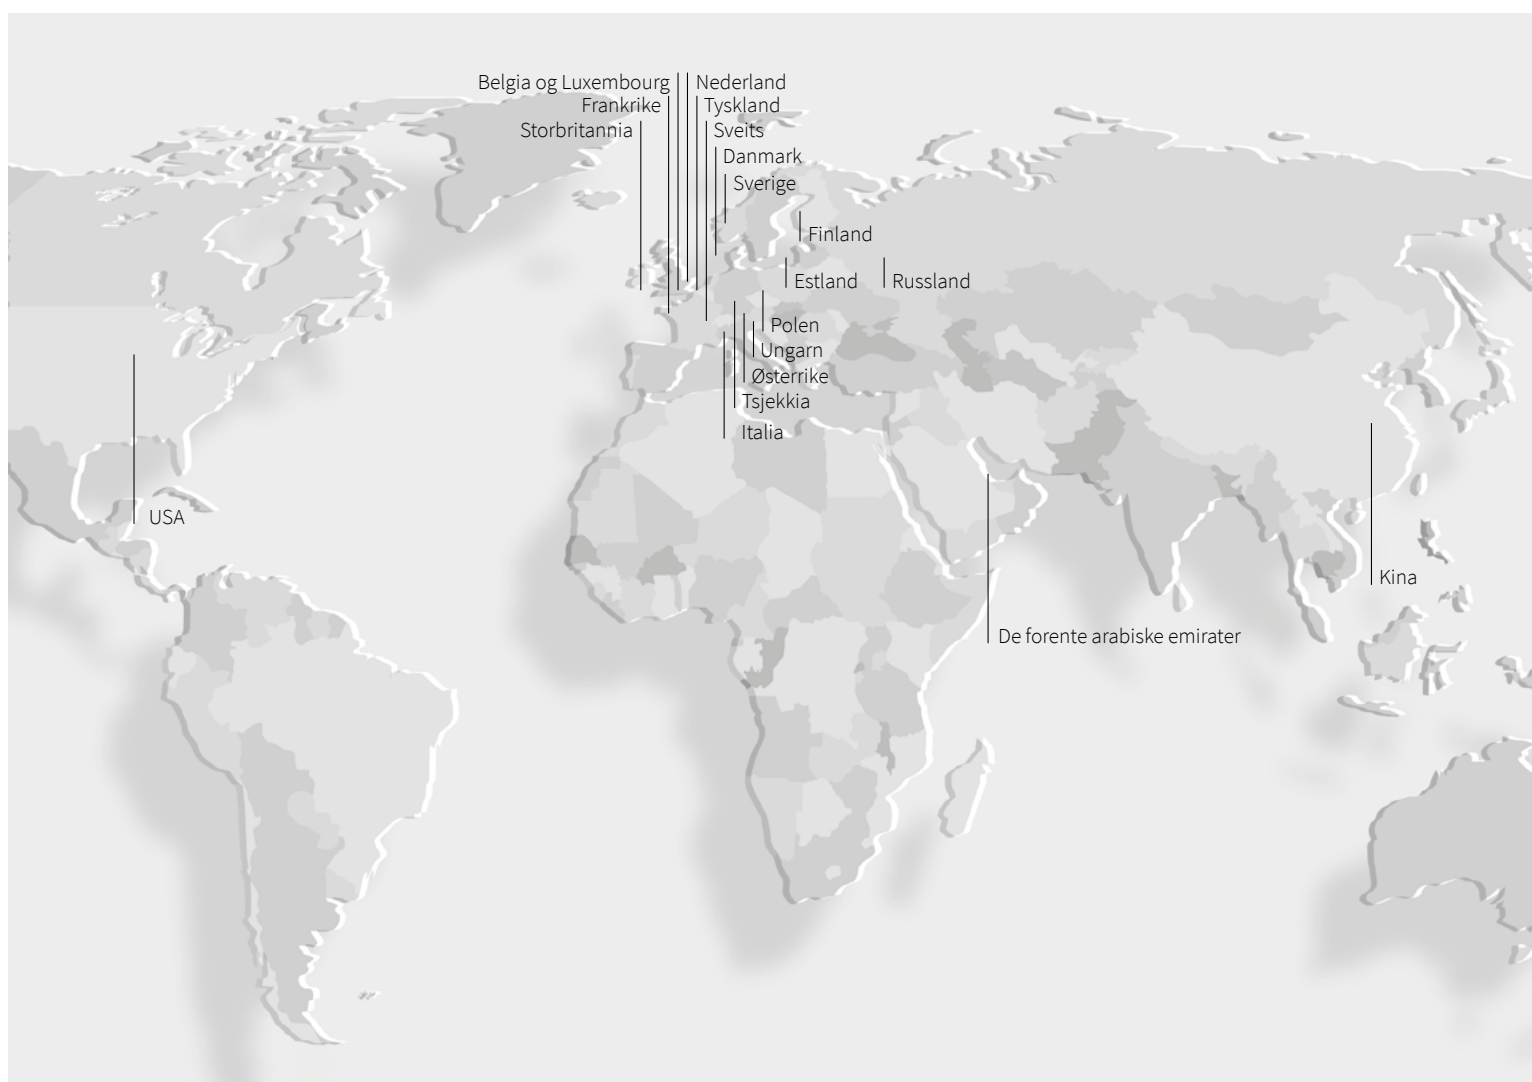 Belgia og Luxembourg
Nederland
Frankrike
Tyskland
Storbritannia
Sveits
Danmark
Sverige
Finland
Estland
Russland
Polen
Ungarn
Østerrike
Tsjekkia
Italia
USA
Kina
De forente arabiske emirater